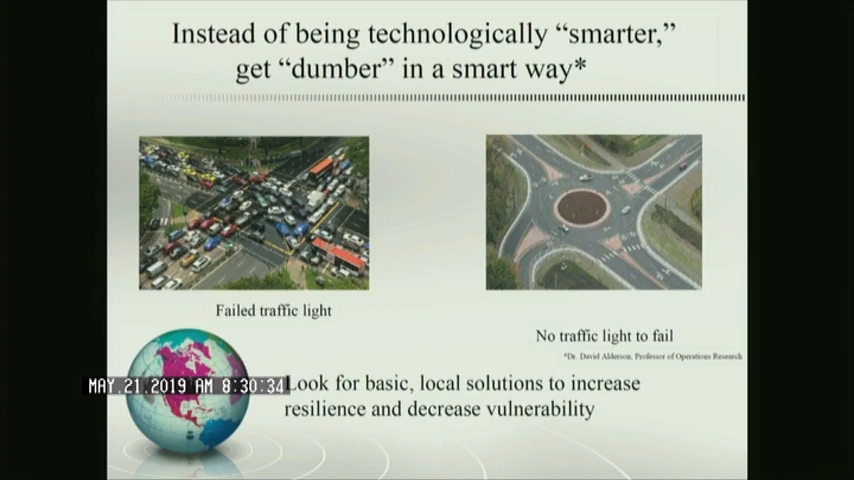 Instead of being technologically “smarter,”
get “dumber” in a smart way*
Failed traffic light
No traffic light to fail
*Dr. David Alderson, Professor of Operations Research
MAY.21.2019 AM 8:30:34
Look for basic, local solutions to increase
resilience and decrease vulnerability